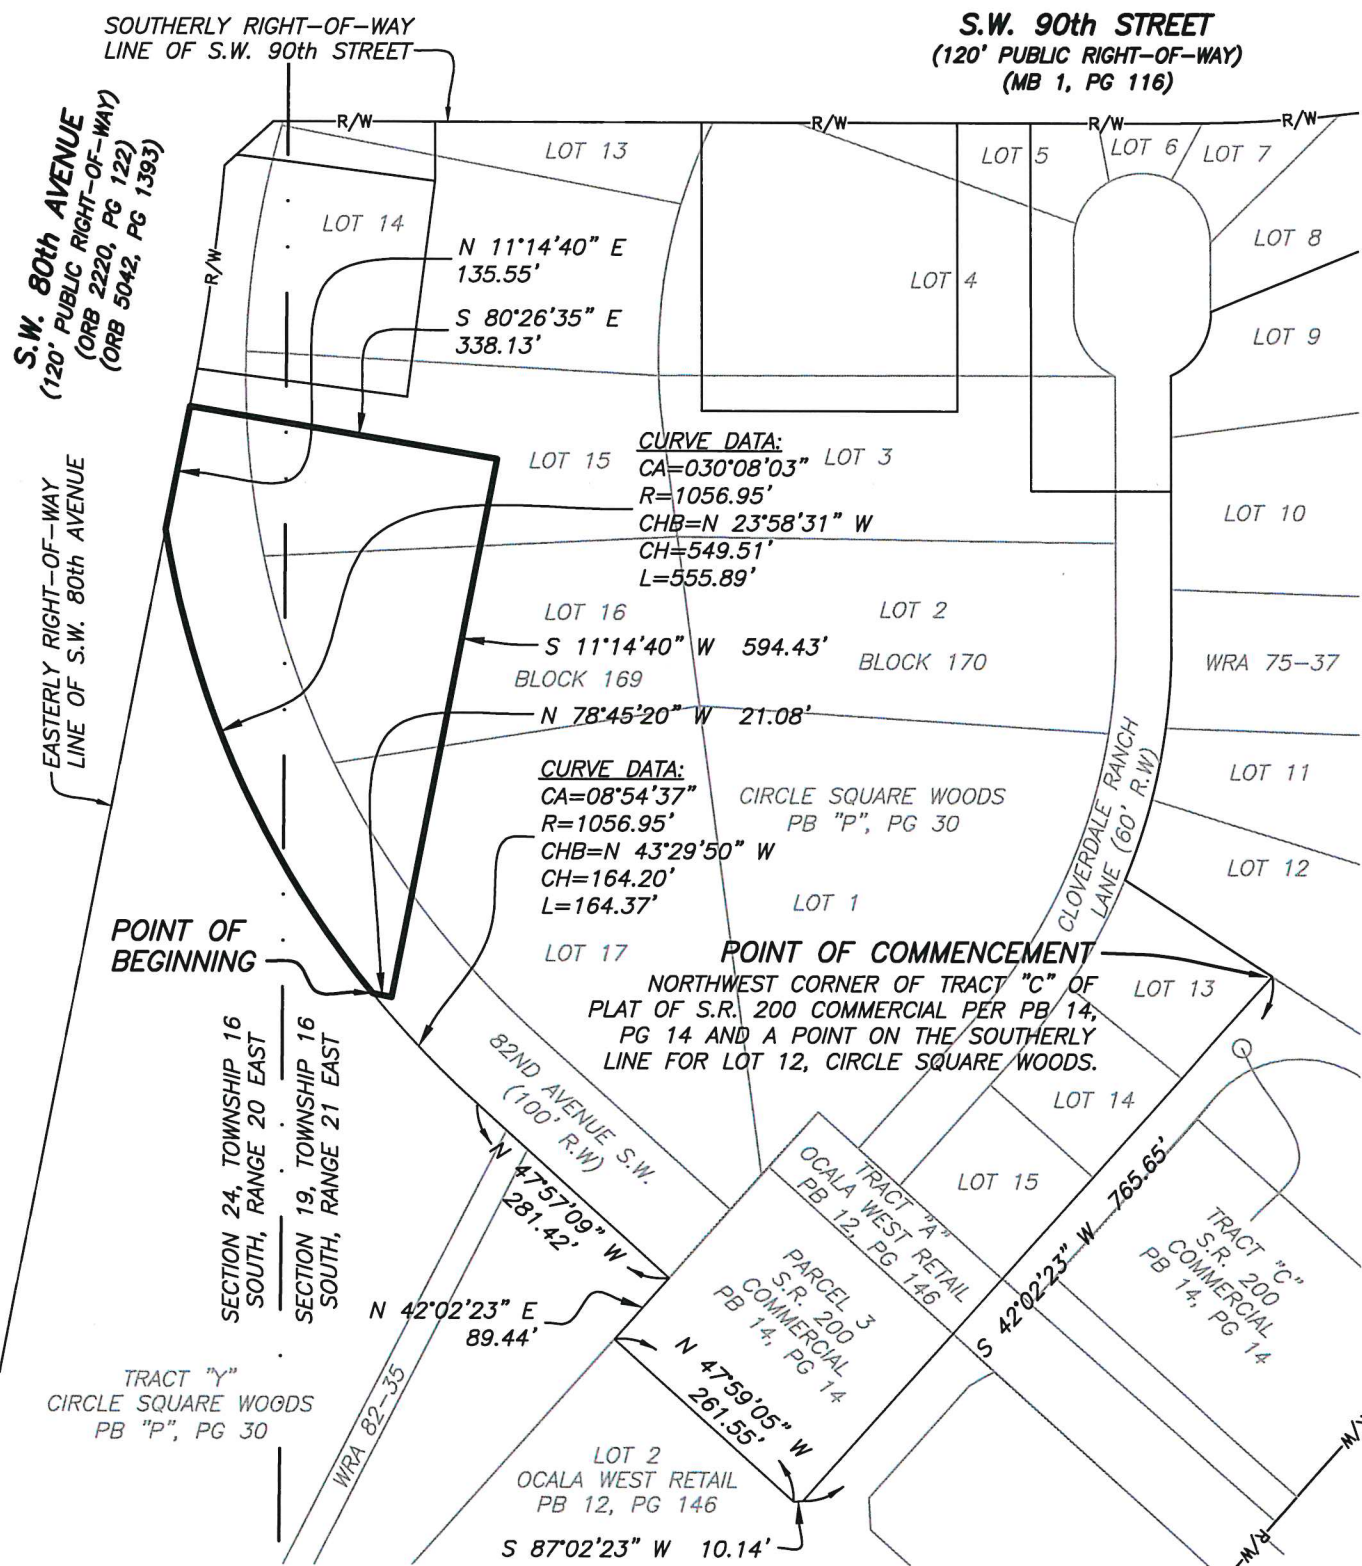 SOUTHERLY RIGHT-OF-WAY
LINE OF S.W. 90th STREET
S.W. 90th STREET
(120' PUBLIC RIGHT-OF-WAY)
(MB 1, PG 116)
S.W. 80th AVENUE
(120' PUBLIC RIGHT-OF-WAY)
(ORB 2220, PG 122)
(ORB 5042, PG 1393)
R/W
R/W
R/W
R/W
R/W
LOT 13
LOT 5
LOT 6
LOT 7
LOT 14
LOT 8
N 11°14'40" E
135.55'
LOT 4
S 80°26'35" E
338.13'
LOT 9
CURVE DATA:
CA=030°08'03"
R=1056.95'
CHB=N 23°58'31" W
CH=549.51'
L=555.89'
LOT 15
LOT 3
LOT 10
EASTERLY RIGHT-OF-WAY
LINE OF S.W. 80th AVENUE
LOT 16
LOT 2
S 11°14'40" W 594.43'
BLOCK 169
BLOCK 170
WRA 75-37
N 78°45'20" W 21.08'
CURVE DATA:
CA=08°54'37"
R=1056.95'
CHB=N 43°29'50" W
CH=164.20'
L=164.37'
CIRCLE SQUARE WOODS
PB "P", PG 30
CLOVERDALE RANCH
LANE (60' R.W)
LOT 11
LOT 12
LOT 1
POINT OF
BEGINNING
LOT 17
POINT OF COMMENCEMENT
NORTHWEST CORNER OF TRACT "C" OF
PLAT OF S.R. 200 COMMERCIAL PER PB 14,
PG 14 AND A POINT ON THE SOUTHERLY
LINE FOR LOT 12, CIRCLE SQUARE WOODS.
LOT 13
LOT 14
LOT 15
SECTION 24, TOWNSHIP 16
SOUTH, RANGE 20 EAST
SECTION 19, TOWNSHIP 16
SOUTH, RANGE 21 EAST
82ND AVENUE S.W.
(100' R.W)
N 47°57'09" W
281.42'
TRACT "A"
OCALA WEST RETAIL
PB 12, PG 146
S 42°02'23" W 765.65'
TRACT "C"
S.R. 200
COMMERCIAL
PB 14, PG 14
PARCEL 3
S.R. 200
COMMERCIAL
PB 14, PG 14
N 42°02'23" E
89.44'
N 47°59'05" W
261.55'
TRACT "Y"
CIRCLE SQUARE WOODS
PB "P", PG 30
WRA 82-35
LOT 2
OCALA WEST RETAIL
PB 12, PG 146
S 87°02'23" W 10.14'
R/W